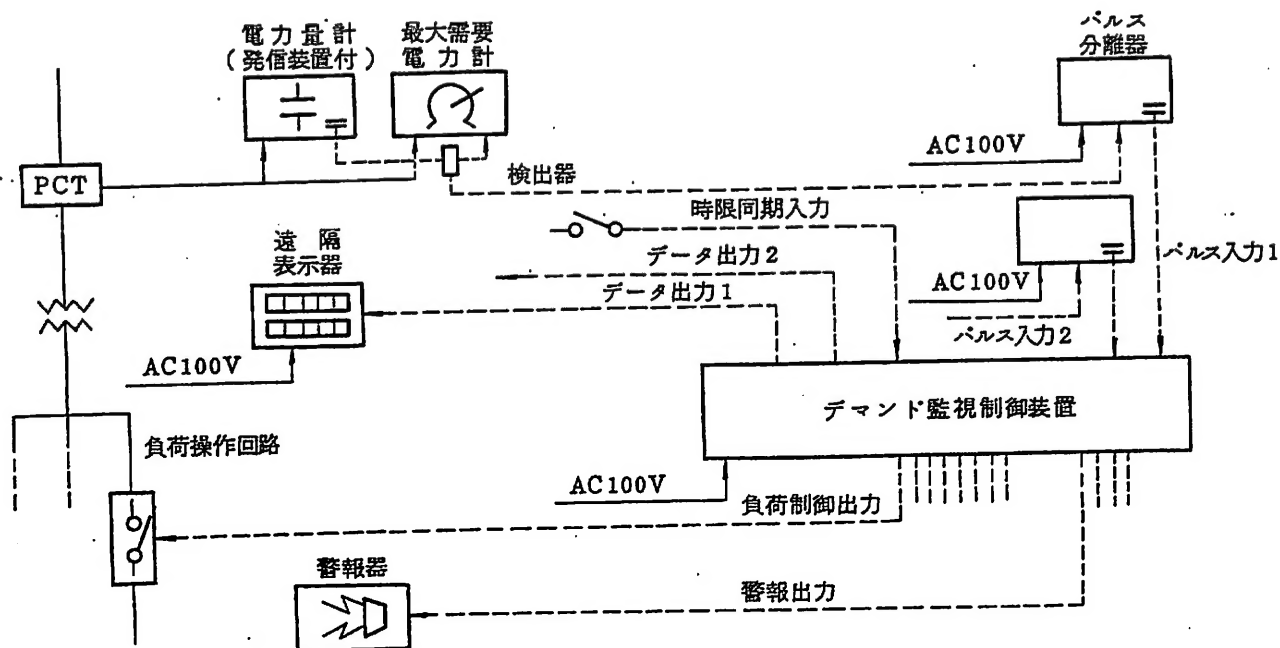 電力量計
(発信装置付)
最大需要
電力計
パルス
分離器
AC100V
PCT
検出器
時限同期入力
遠隔
表示器
データ出力2
パルス入力1
データ出力1
AC100V
パルス入力2
AC100V
デマンド監視制御装置
負荷操作回路
AC100V
負荷制御出力
警報器
警報出力